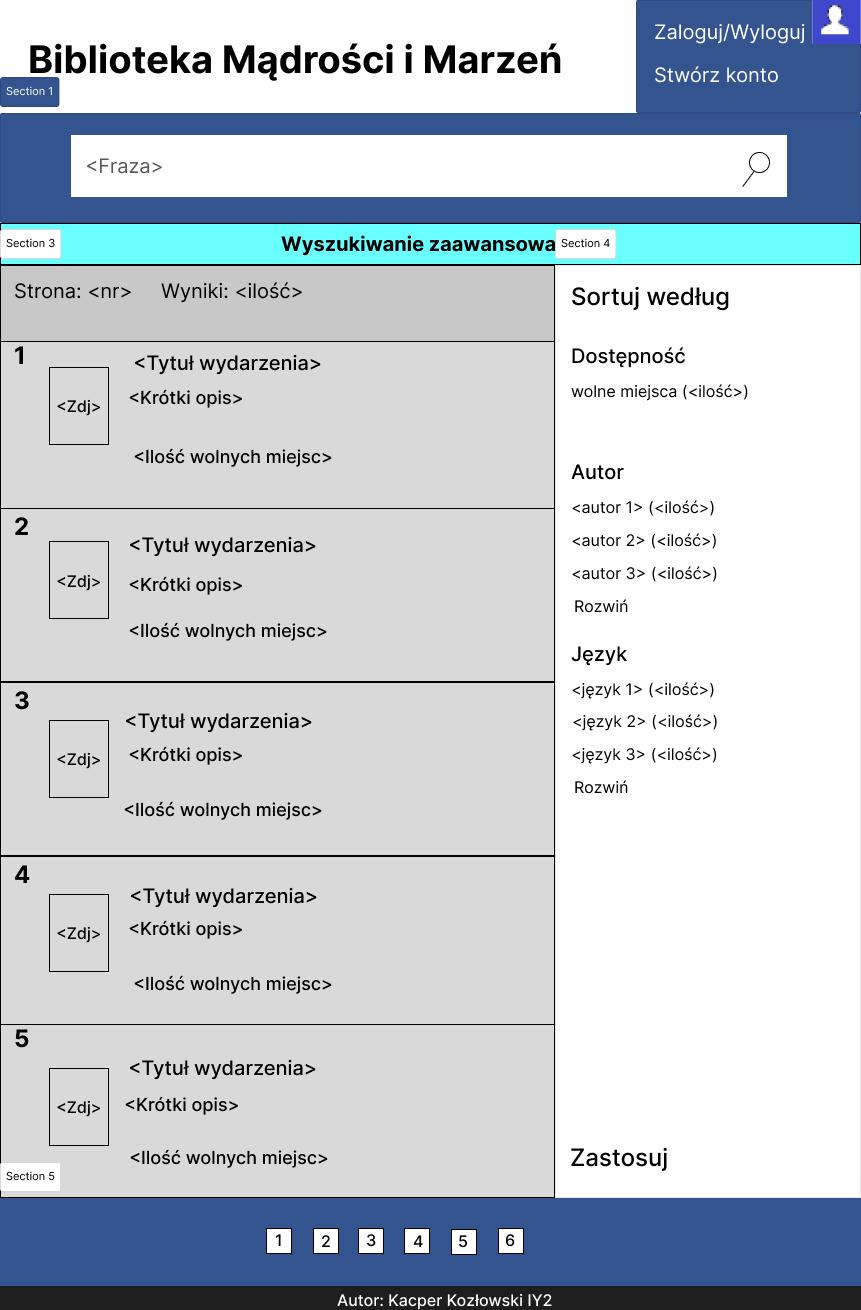 Biblioteka Mądrości i Marzeń
Zaloguj/Wyloguj
Stwórz konto
Section 1
<Fraza>
Section 3
Wyszukiwanie zaawansowa
Section 4
Strona: <nr>
Wyniki: <ilość>
1
<Tytuł wydarzenia>
<Zdj>
<Krótki opis>
<Ilość wolnych miejsc>
2
<Tytuł wydarzenia>
<Zdj>
<Krótki opis>
<Ilość wolnych miejsc>
3
<Tytuł wydarzenia>
<Zdj>
<Krótki opis>
<Ilość wolnych miejsc>
4
<Tytuł wydarzenia>
<Zdj>
<Krótki opis>
<Ilość wolnych miejsc>
5
<Tytuł wydarzenia>
<Zdj>
<Krótki opis>
<Ilość wolnych miejsc>
Section 5
Sortuj według
Dostępność
wolne miejsca (<ilość>)
Autor
<autor 1> (<ilość>)
<autor 2> (<ilość>)
<autor 3> (<ilość>)
Rozwiń
Język
<język 1> (<ilość>)
<język 2> (<ilość>)
<język 3> (<ilość>)
Rozwiń
Zastosuj
1 2 3 4 5 6
Autor: Kacper Kozłowski IY2